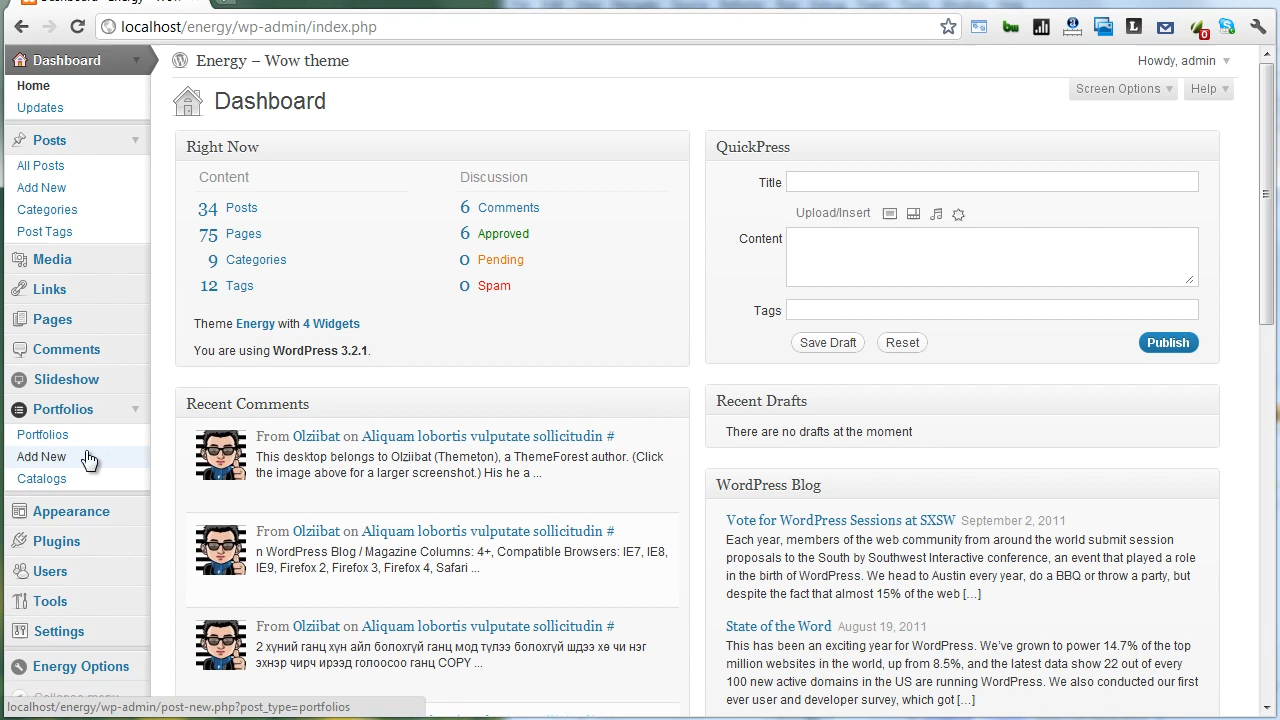 Dashboard
localhost/energy/wp-admin/index.php
0
Dashboard
Home
Updates
Posts
All Posts
Add New
Categories
Post Tags
Media
Links
Pages
Comments
Slideshow
Portfolios
Portfolios
Add New
Catalogs
Appearance
Plugins
Users
Tools
Settings
Energy Options
Collapse menu
Energy – Wow theme
Howdy, admin
Dashboard
Screen Options
Help
Right Now
Content
34 Posts
75 Pages
9 Categories
12 Tags
Discussion
6 Comments
6 Approved
0 Pending
0 Spam
Theme Energy with 4 Widgets
You are using WordPress 3.2.1.
Recent Comments
From Olziibat on Aliquam lobortis vulputate sollicitudin #
This desktop belongs to Olziibat (Themeton), a ThemeForest author. (Click
the image above for a larger screenshot.) His he a ...
From Olziibat on Aliquam lobortis vulputate sollicitudin #
n WordPress Blog / Magazine Columns: 4+, Compatible Browsers: IE7, IE8,
IE9, Firefox 2, Firefox 3, Firefox 4, Safari ...
From Olziibat on Aliquam lobortis vulputate sollicitudin #
2 хүний ганц хүн айл болохгүй ганц мод түлээ болохгүй шдээ хө чи нэг
эхнэр чирч ирээд голоосоо ганц COPY ...
QuickPress
Title
Upload/Insert
Content
Tags
Save Draft
Reset
Publish
Recent Drafts
There are no drafts at the moment
WordPress Blog
Vote for WordPress Sessions at SXSW September 2, 2011
Each year, members of the web community from around the world submit session
proposals to the South by Southwest Interactive conference, an event that played a role
in the birth of WordPress. We head to Austin every year, do a BBQ or throw a party, but
despite the fact that almost 15% of the web […]
State of the Word August 19, 2011
This has been an exciting year for WordPress. We've grown to power 14.7% of the top
million websites in the world, up from 8.5%, and the latest data show 22 out of every
100 new active domains in the US are running WordPress. We also conducted our first
ever user and developer survey, which got […]
localhost/energy/wp-admin/post-new.php?post_type=portfolios